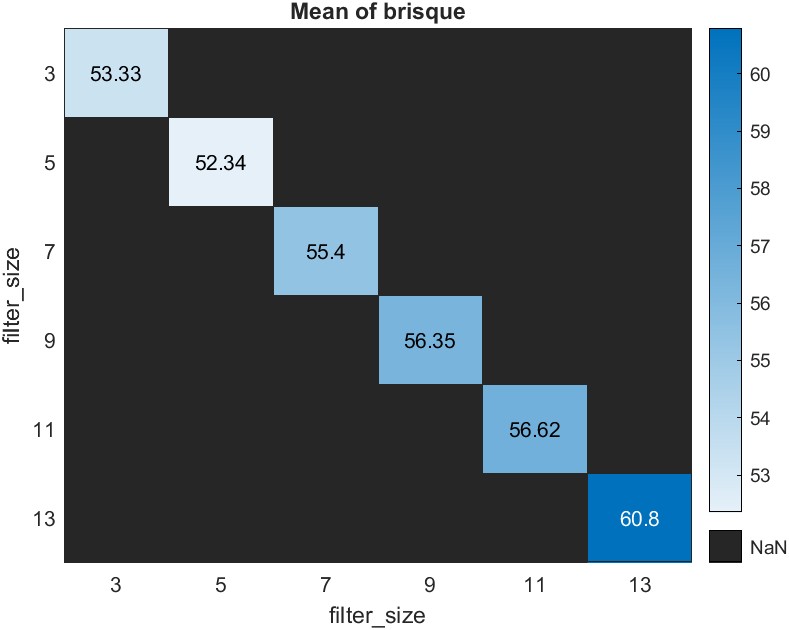 Mean of brisque
3 53.33
5 52.34
7 55.4
9 56.35
11 56.62
13 60.8
3 5 7 9 11 13
filter_size
filter_size
60
59
58
57
56
55
54
53
NaN